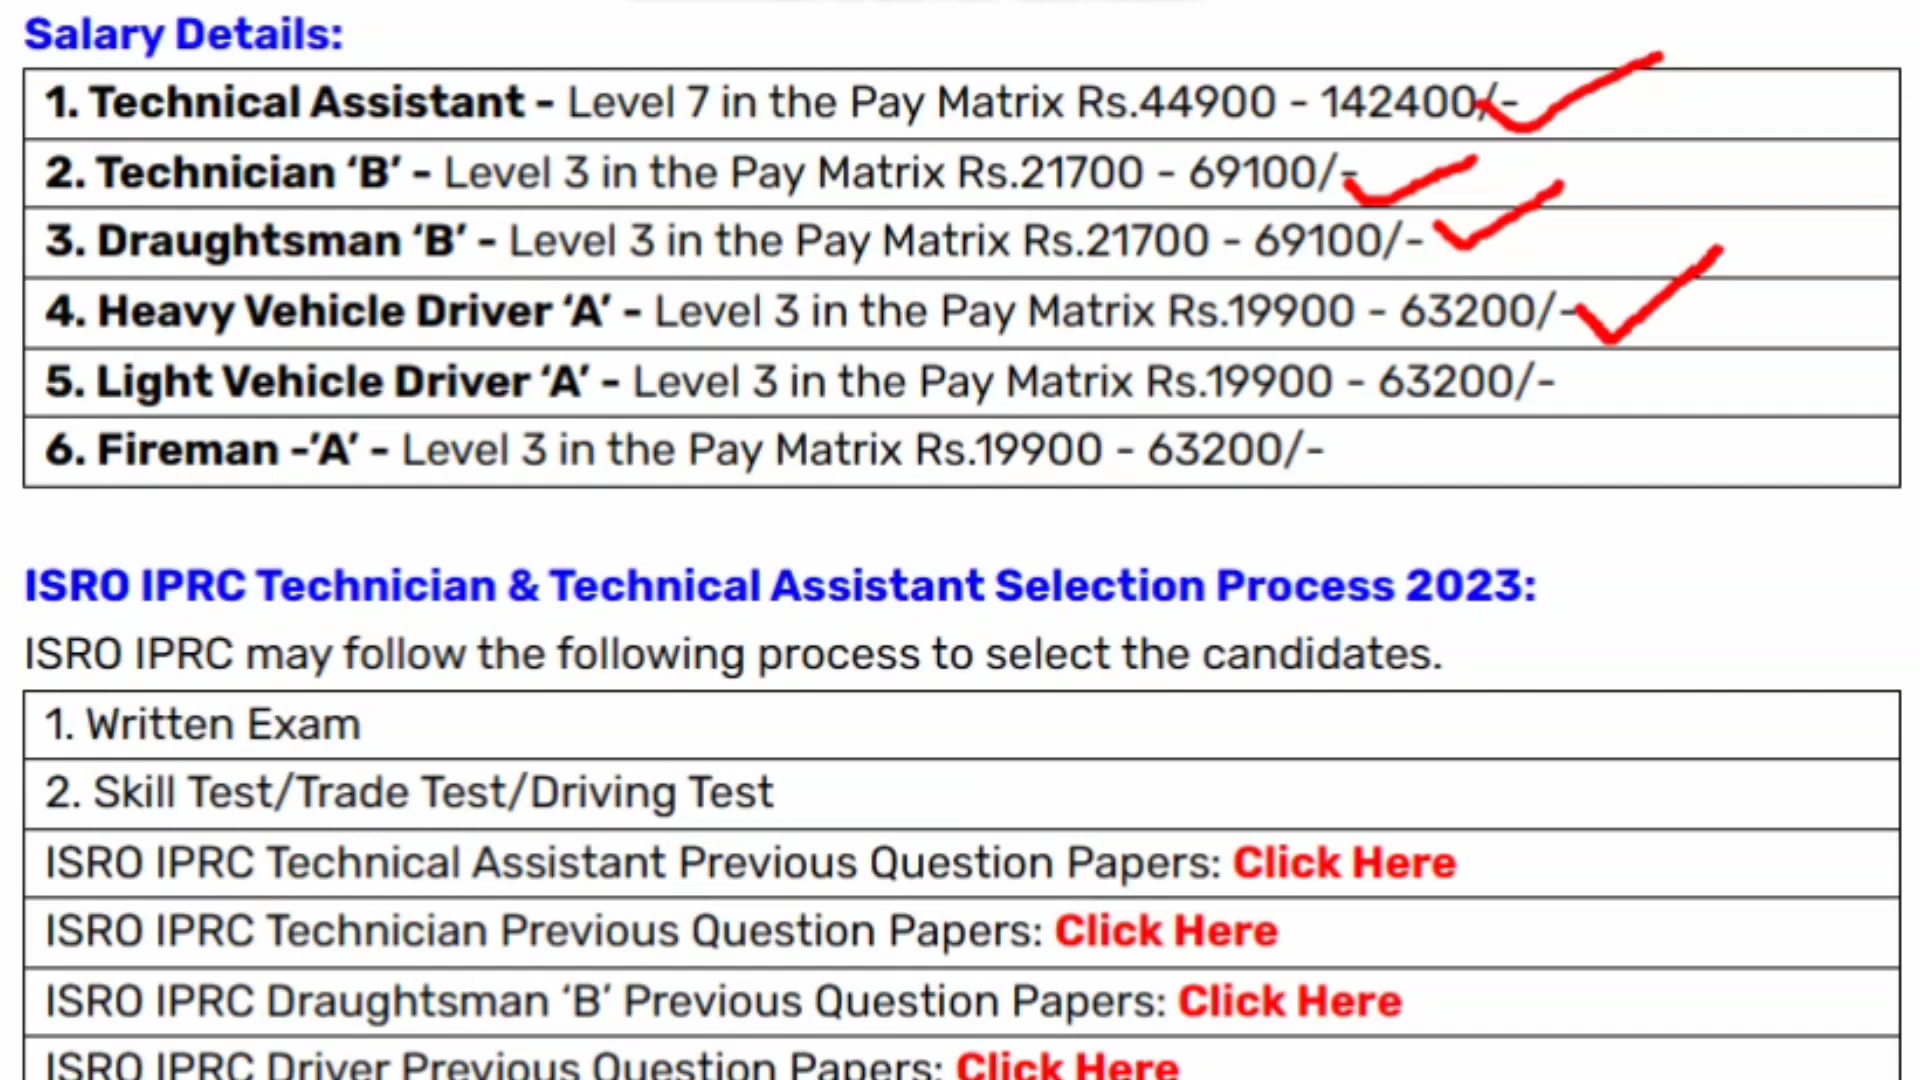 Salary Details:
1. Technical Assistant - Level 7 in the Pay Matrix Rs.44900 - 142400/-
2. Technician ‘B’ - Level 3 in the Pay Matrix Rs.21700 - 69100/-
3. Draughtsman ‘B’ - Level 3 in the Pay Matrix Rs.21700 - 69100/-
4. Heavy Vehicle Driver ‘A’ - Level 3 in the Pay Matrix Rs.19900 - 63200/-
5. Light Vehicle Driver ‘A’ - Level 3 in the Pay Matrix Rs.19900 - 63200/-
6. Fireman -’A’ - Level 3 in the Pay Matrix Rs.19900 - 63200/-
ISRO IPRC Technician & Technical Assistant Selection Process 2023:
ISRO IPRC may follow the following process to select the candidates.
1. Written Exam
2. Skill Test/Trade Test/Driving Test
ISRO IPRC Technical Assistant Previous Question Papers: Click Here
ISRO IPRC Technician Previous Question Papers: Click Here
ISRO IPRC Draughtsman ‘B’ Previous Question Papers: Click Here
ISRO IPRC Driver Previous Question Papers: Click Here